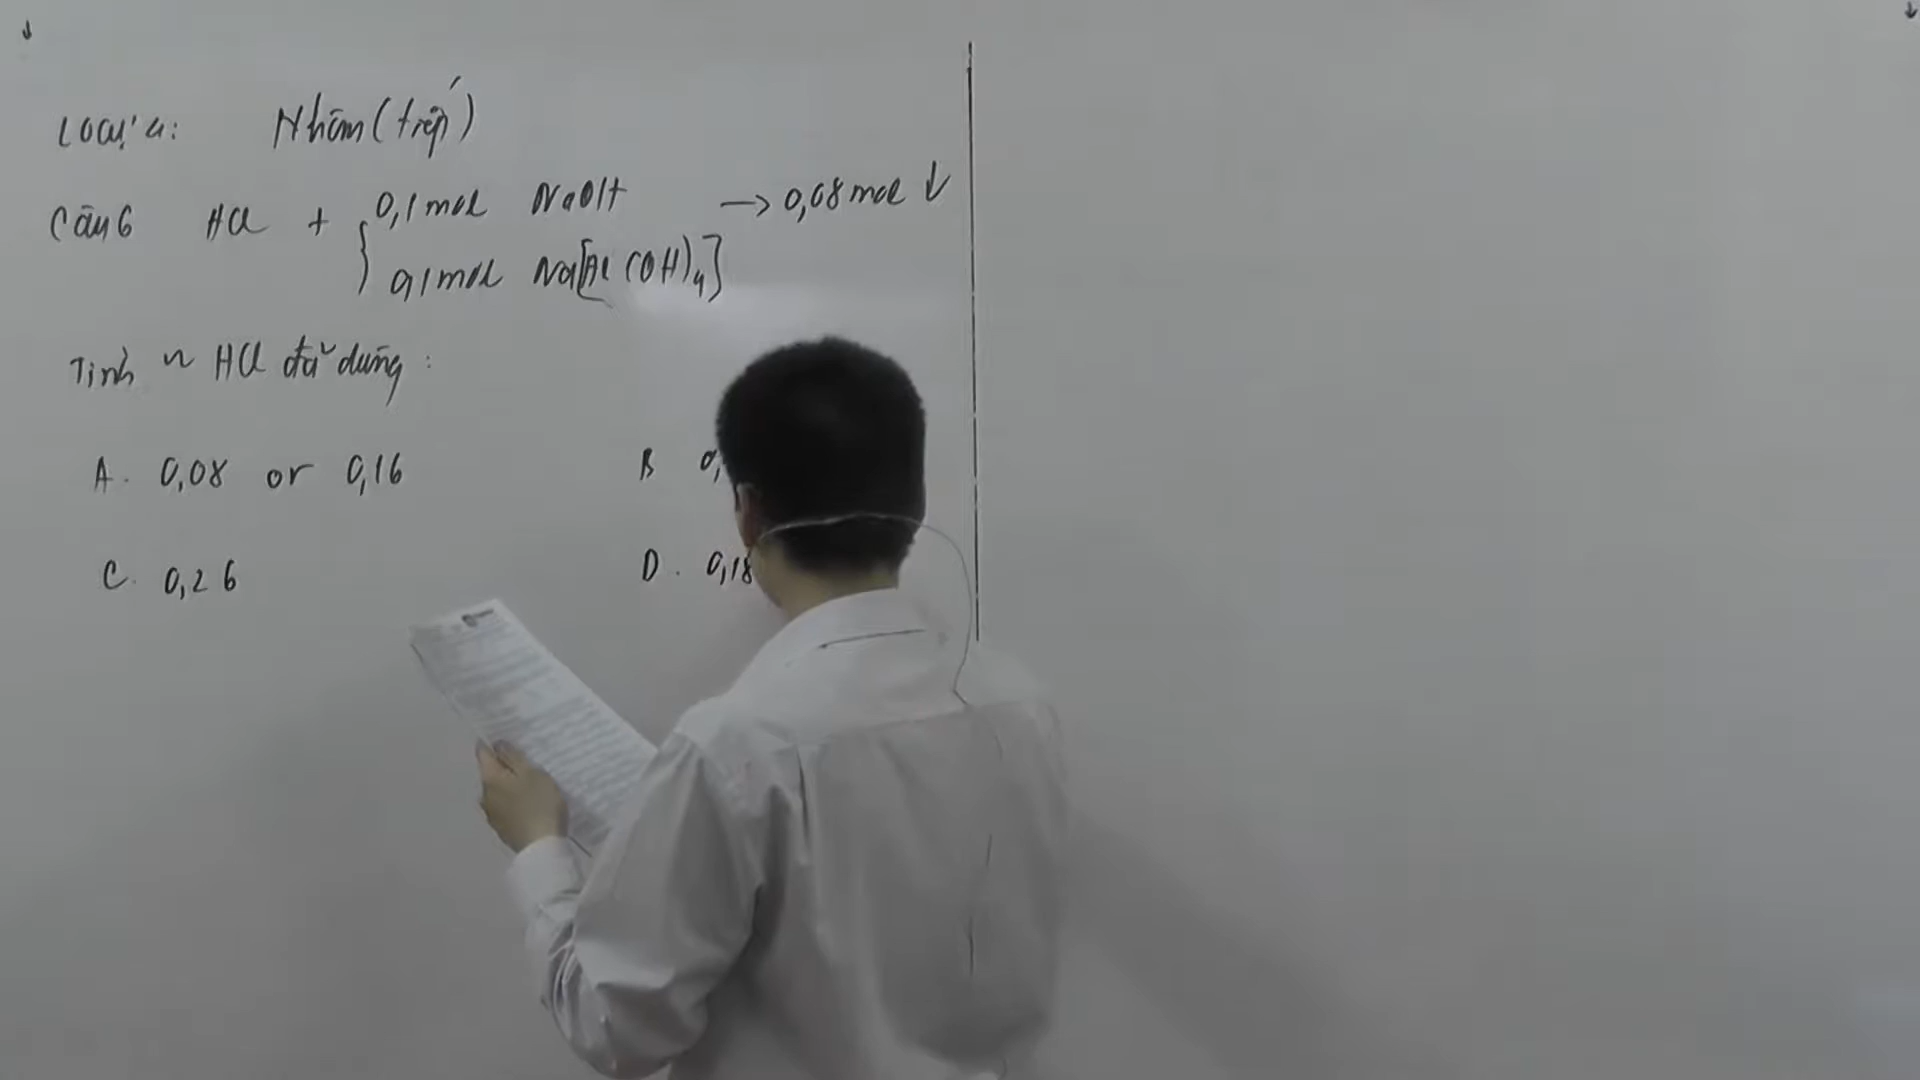 Loại 4: Nhôm (tiếp)
Câu 6 HCl + { 0,1 mol NaOH → 0,08 mol ↓
0,1 mol Na[Al(OH)4]
Tính n HCl đã dùng:
A. 0,08 or 0,16 B 0,
C. 0,26 D. 0,18